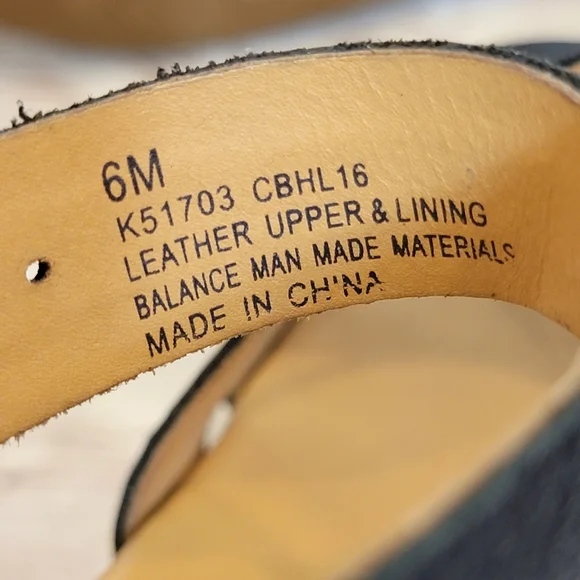 6M
K51703 CBHL16
LEATHER UPPER & LINING
BALANCE MAN MADE MATERIALS
MADE IN CHINA